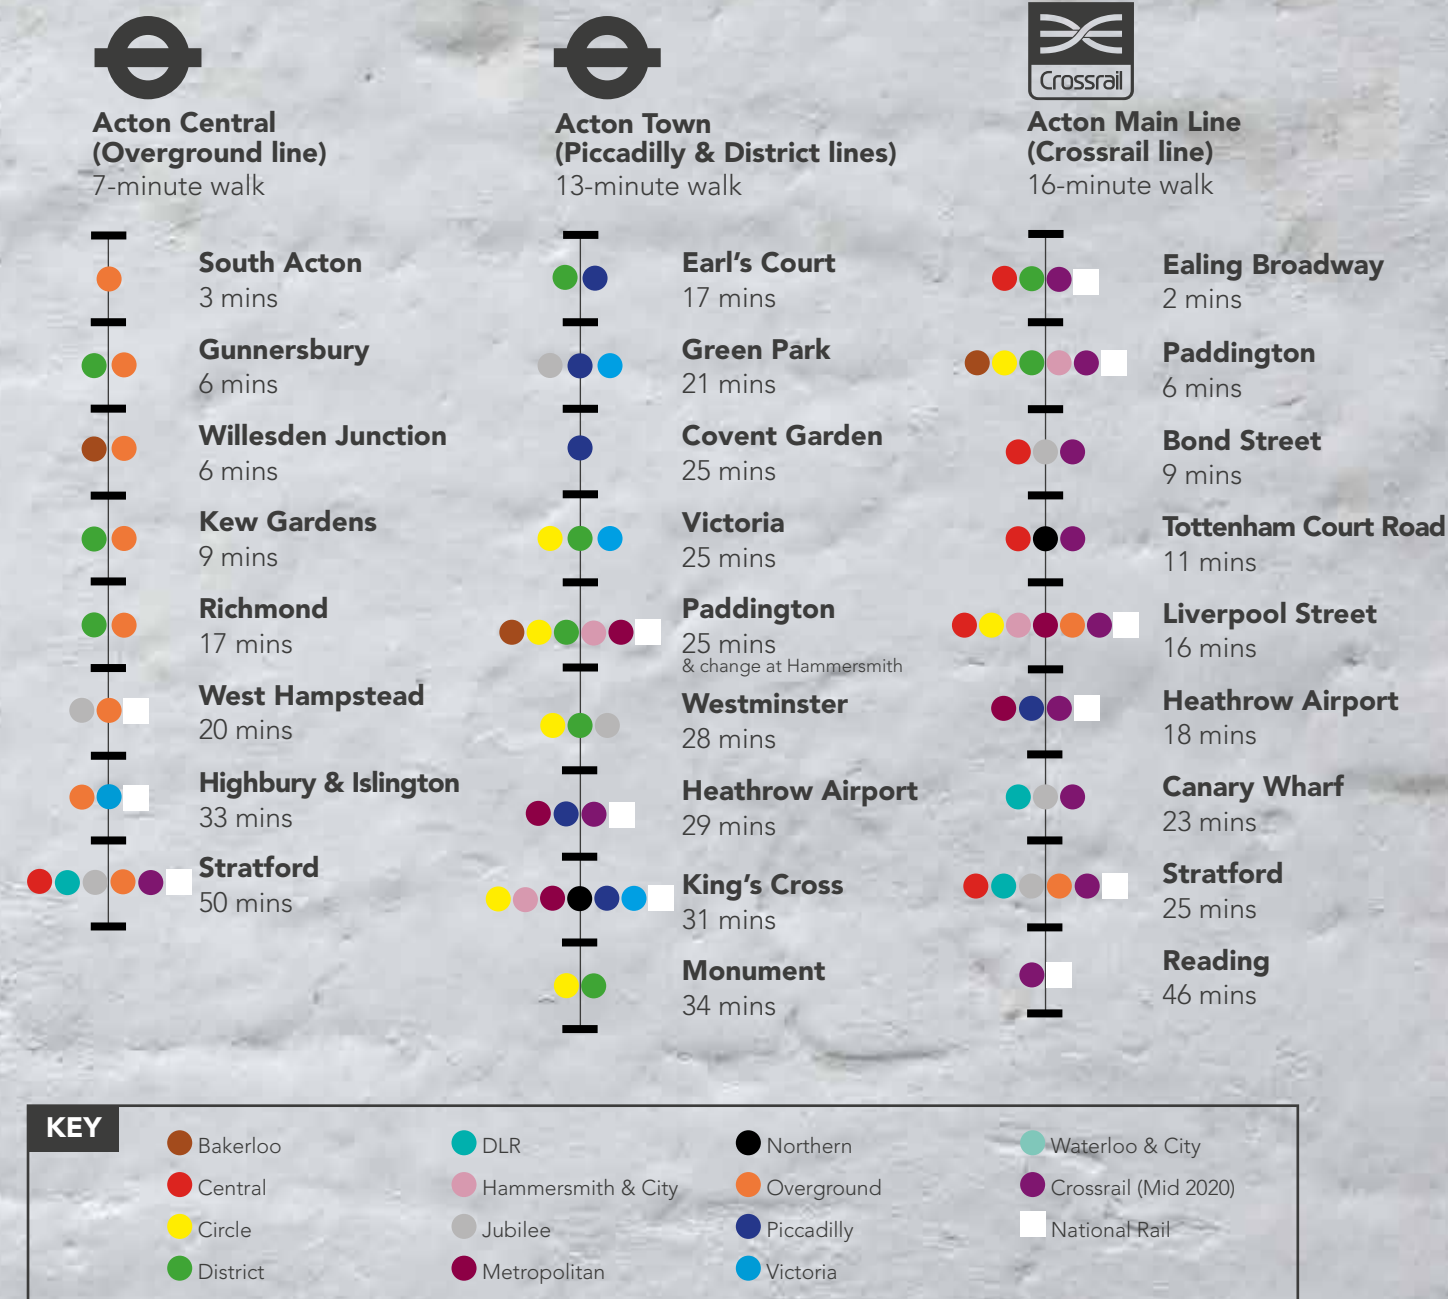 Acton Central
(Overground line)
7-minute walk
South Acton
3 mins
Gunnersbury
6 mins
Willesden Junction
6 mins
Kew Gardens
9 mins
Richmond
17 mins
West Hampstead
20 mins
Highbury & Islington
33 mins
Stratford
50 mins
Acton Town
(Piccadilly & District lines)
13-minute walk
Earl's Court
17 mins
Green Park
21 mins
Covent Garden
25 mins
Victoria
25 mins
Paddington
25 mins
& change at Hammersmith
Westminster
28 mins
Heathrow Airport
29 mins
King's Cross
31 mins
Monument
34 mins
Crossrail
Acton Main Line
(Crossrail line)
16-minute walk
Ealing Broadway
2 mins
Paddington
6 mins
Bond Street
9 mins
Tottenham Court Road
11 mins
Liverpool Street
16 mins
Heathrow Airport
18 mins
Canary Wharf
23 mins
Stratford
25 mins
Reading
46 mins
KEY
Bakerloo
Central
Circle
District
DLR
Hammersmith & City
Jubilee
Metropolitan
Northern
Overground
Piccadilly
Victoria
Waterloo & City
Crossrail (Mid 2020)
National Rail